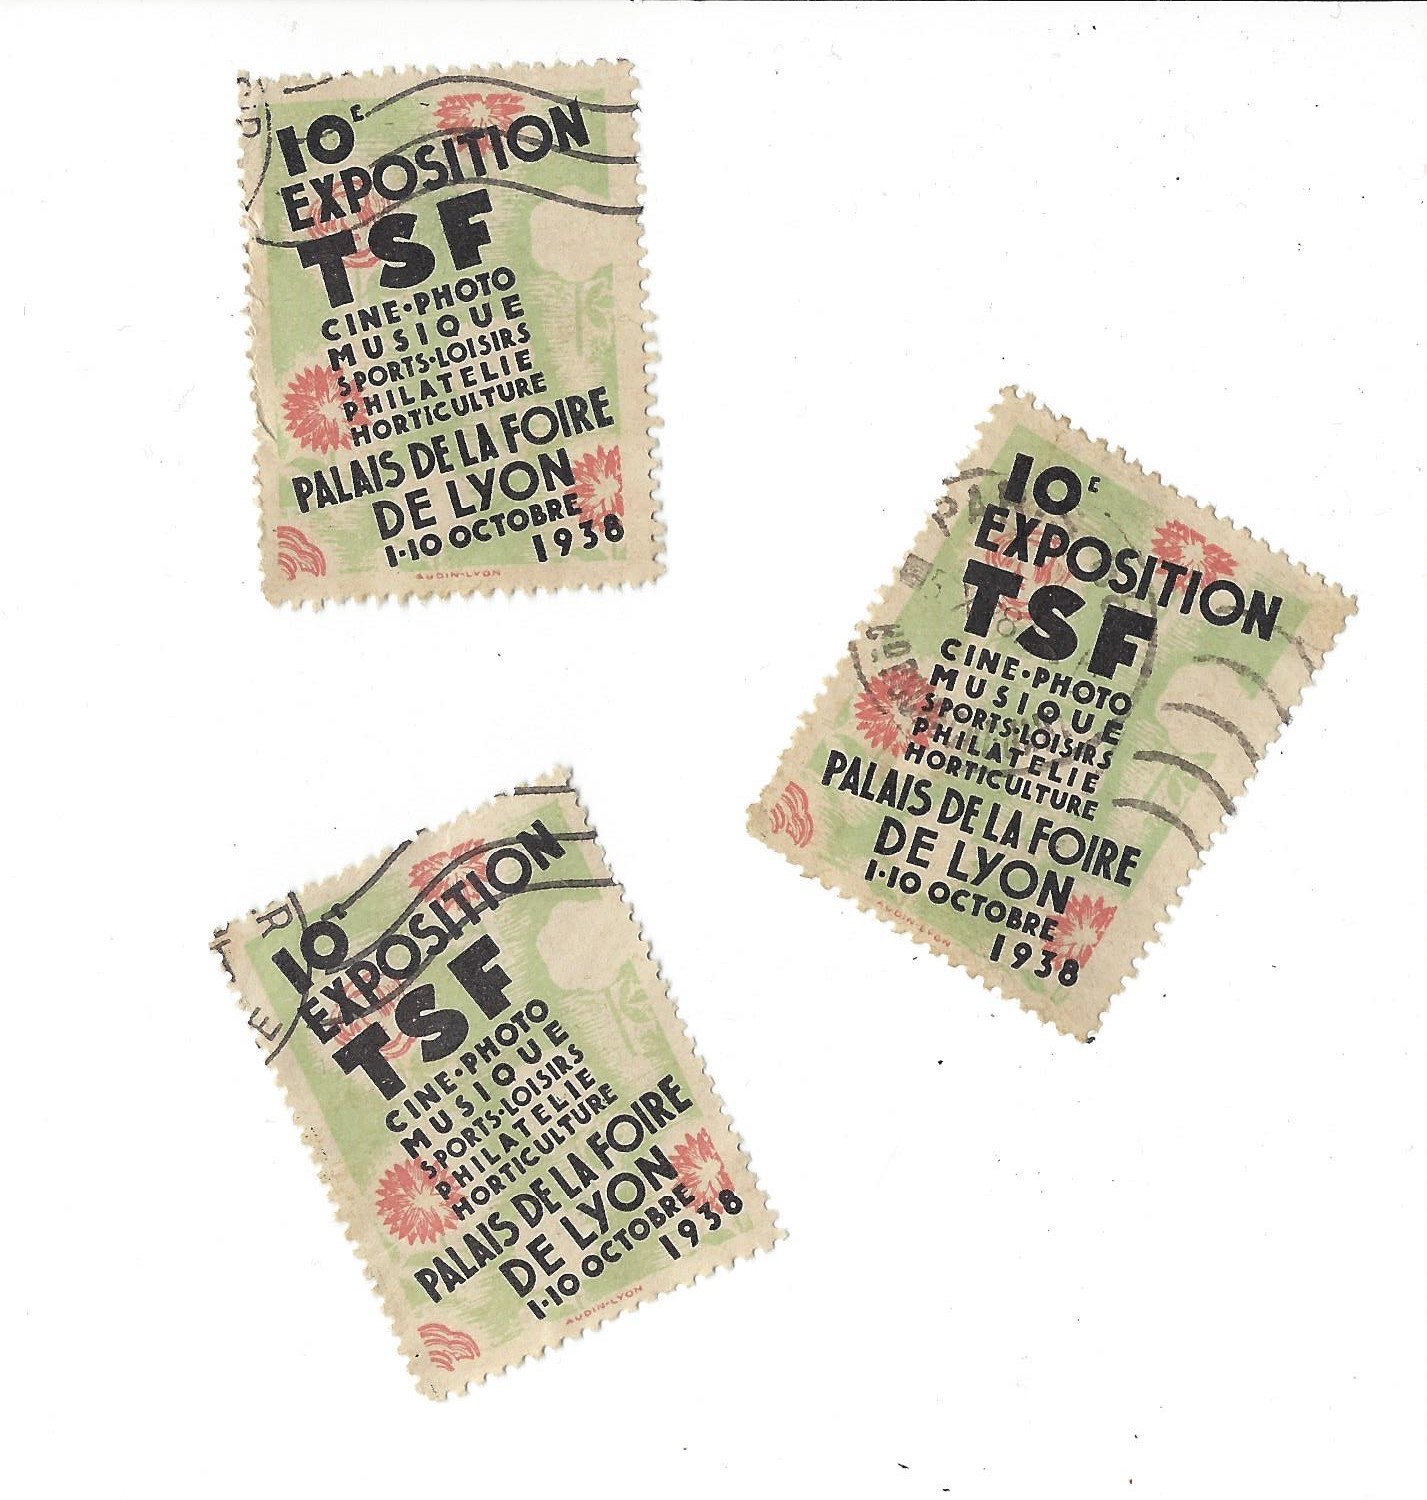 10E
EXPOSITION
TSF
CINE·PHOTO
MUSIQUE
SPORTS·LOISIRS
PHILATELIE
HORTICULTURE
PALAIS DE LA FOIRE
DE LYON
1·10 OCTOBRE
1938
AUDIN-LYON
10E
EXPOSITION
TSF
CINE·PHOTO
MUSIQUE
SPORTS·LOISIRS
PHILATELIE
HORTICULTURE
PALAIS DE LA FOIRE
DE LYON
1·10 OCTOBRE
1938
AUDIN-LYON
10E
EXPOSITION
TSF
CINE·PHOTO
MUSIQUE
SPORTS·LOISIRS
PHILATELIE
HORTICULTURE
PALAIS DE LA FOIRE
DE LYON
1·10 OCTOBRE
1938
AUDIN-LYON